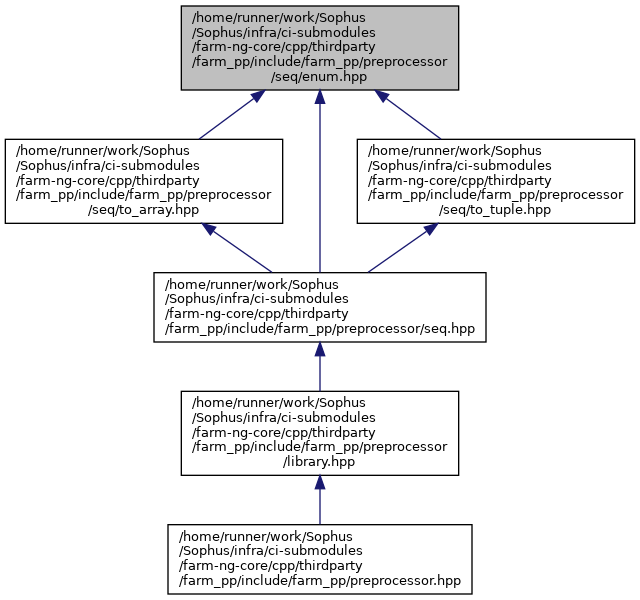 /home/runner/work/Sophus
/Sophus/infra/ci-submodules
/farm-ng-core/cpp/thirdparty
/farm_pp/include/farm_pp/preprocessor
/seq/enum.hpp
/home/runner/work/Sophus
/Sophus/infra/ci-submodules
/farm-ng-core/cpp/thirdparty
/farm_pp/include/farm_pp/preprocessor
/seq/to_array.hpp
/home/runner/work/Sophus
/Sophus/infra/ci-submodules
/farm-ng-core/cpp/thirdparty
/farm_pp/include/farm_pp/preprocessor
/seq/to_tuple.hpp
/home/runner/work/Sophus
/Sophus/infra/ci-submodules
/farm-ng-core/cpp/thirdparty
/farm_pp/include/farm_pp/preprocessor/seq.hpp
/home/runner/work/Sophus
/Sophus/infra/ci-submodules
/farm-ng-core/cpp/thirdparty
/farm_pp/include/farm_pp/preprocessor
/library.hpp
/home/runner/work/Sophus
/Sophus/infra/ci-submodules
/farm-ng-core/cpp/thirdparty
/farm_pp/include/farm_pp/preprocessor.hpp